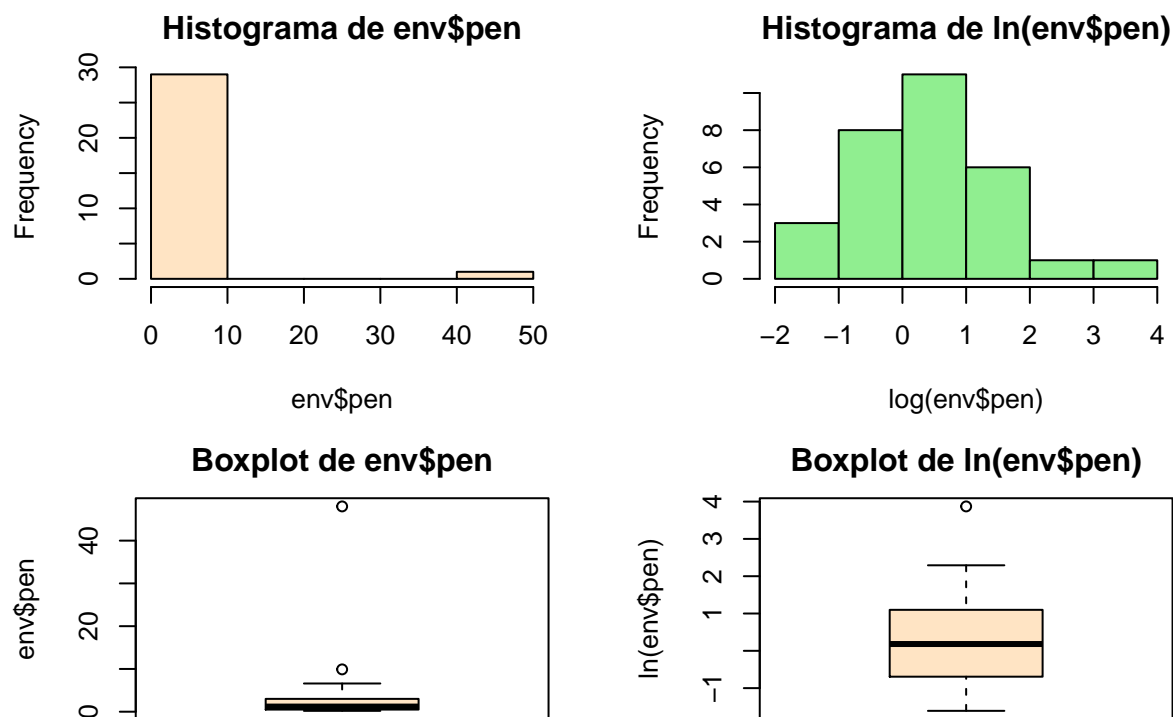 Histograma de env$pen
Frequency
0 10 20 30
0 10 20 30 40 50
env$pen
Histograma de ln(env$pen)
Frequency
0 2 4 6 8
−2 −1 0 1 2 3 4
log(env$pen)
Boxplot de env$pen
env$pen
0 20 40
Boxplot de ln(env$pen)
ln(env$pen)
−1 1 2 3 4